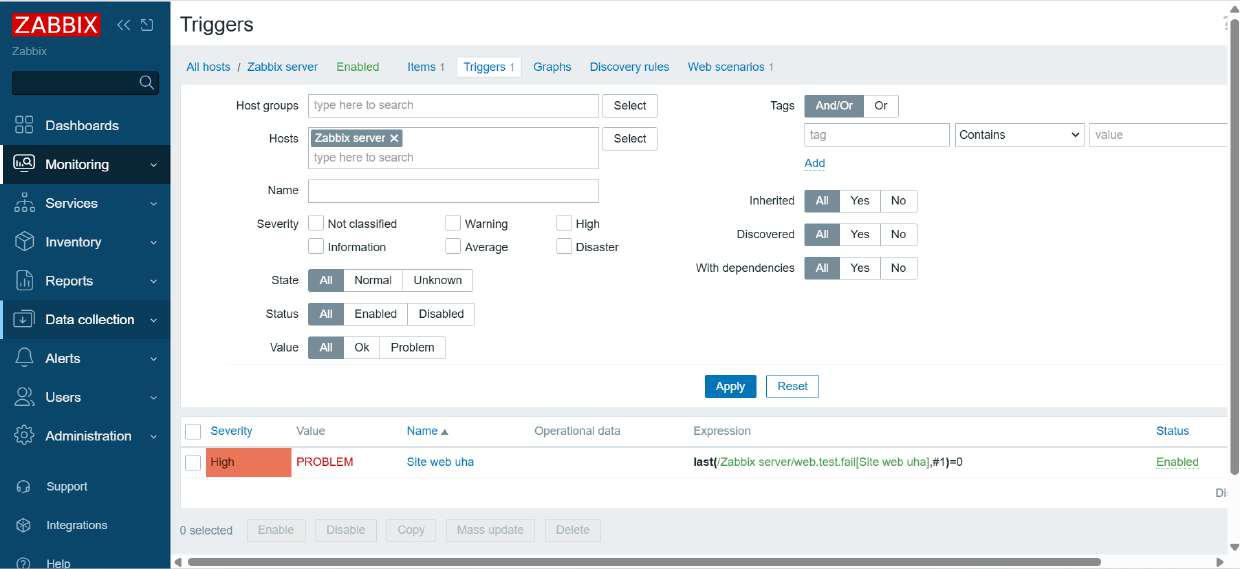 ZABBIX
Zabbix
Dashboards
Monitoring
Services
Inventory
Reports
Data collection
Alerts
Users
Administration
Support
Integrations
Help
Triggers
All hosts / Zabbix server Enabled Items 1 Triggers 1 Graphs Discovery rules Web scenarios 1
Host groups type here to search Select
Hosts Zabbix server × Select
type here to search
Name
Severity Not classified Warning High
Information Average Disaster
State All Normal Unknown
Status All Enabled Disabled
Value All Ok Problem
Tags And/Or Or
tag Contains value
Add
Inherited All Yes No
Discovered All Yes No
With dependencies All Yes No
Apply Reset
Severity Value Name ▲ Operational data Expression Status
High PROBLEM Site web uha last(/Zabbix server/web.test.fail[Site web uha],#1)=0 Enabled
0 selected Enable Disable Copy Mass update Delete